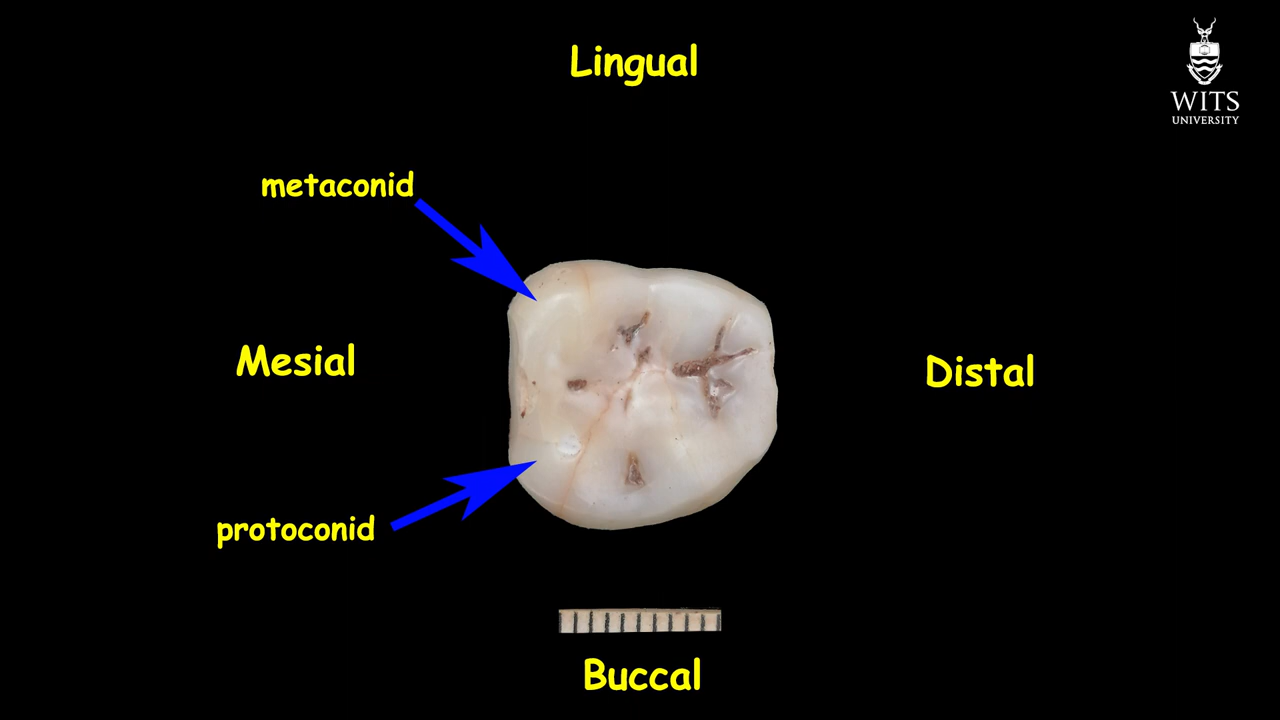 Lingual
WITS
UNIVERSITY
metaconid
Mesial
Distal
protoconid
Buccal